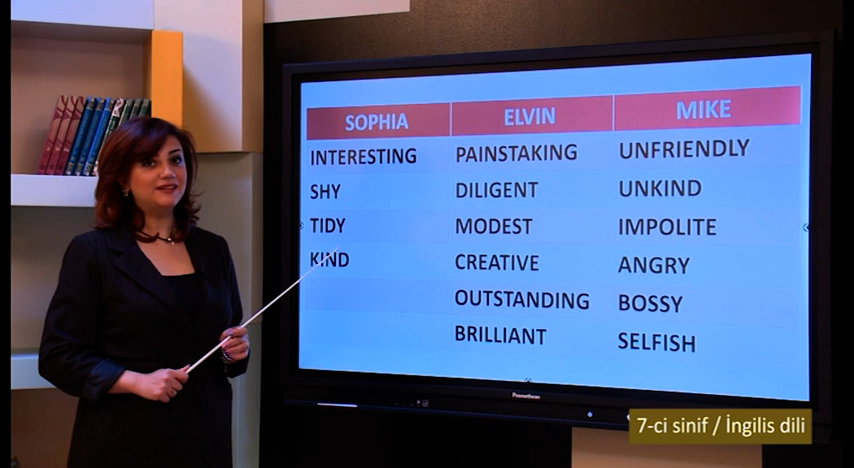 SOPHIA ELVIN MIKE
INTERESTING PAINSTAKING UNFRIENDLY
SHY DILIGENT UNKIND
TIDY MODEST IMPOLITE
KIND CREATIVE ANGRY
OUTSTANDING BOSSY
BRILLIANT SELFISH
Promethean
7-ci sinif / İngilis dili